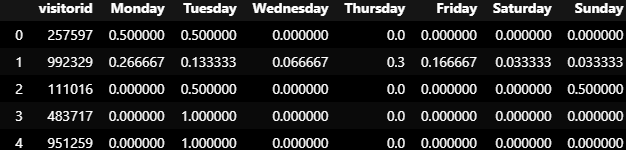 visitorid Monday Tuesday Wednesday Thursday Friday Saturday Sunday
0 257597 0.500000 0.500000 0.000000 0.0 0.000000 0.000000 0.000000
1 992329 0.266667 0.133333 0.066667 0.3 0.166667 0.033333 0.033333
2 111016 0.000000 0.500000 0.000000 0.0 0.000000 0.000000 0.500000
3 483717 0.000000 1.000000 0.000000 0.0 0.000000 0.000000 0.000000
4 951259 0.000000 1.000000 0.000000 0.0 0.000000 0.000000 0.000000